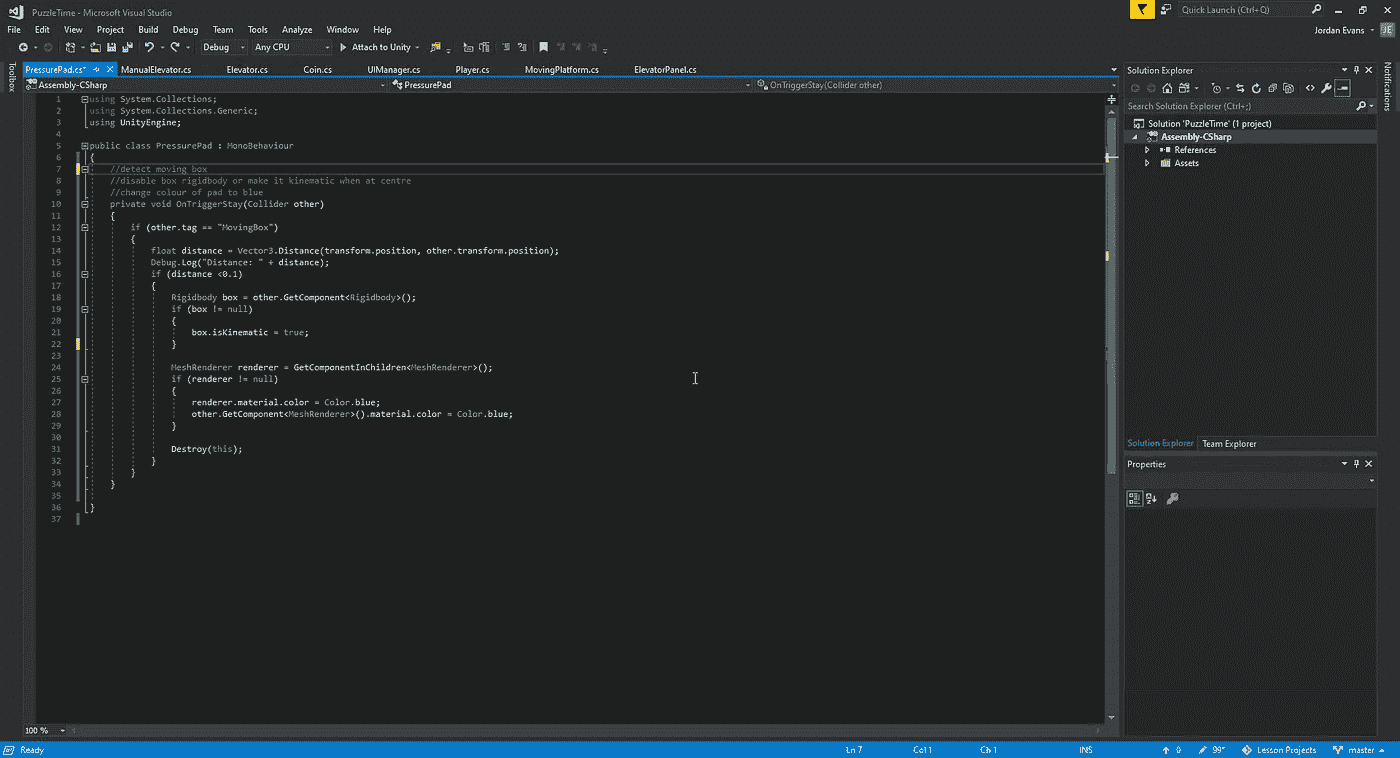 PuzzleTime - Microsoft Visual Studio
Quick Launch (Ctrl+Q)
File Edit View Project Build Debug Team Tools Analyze Window Help
Jordan Evans
JE
Debug Any CPU Attach to Unity
Toolbox
PressurePad.cs* ManualElevator.cs Elevator.cs Coin.cs UIManager.cs Player.cs MovingPlatform.cs ElevatorPanel.cs
Assembly-CSharp PressurePad OnTriggerStay(Collider other)
1 using System.Collections;
2 using System.Collections.Generic;
3 using UnityEngine;
4
5 public class PressurePad : MonoBehaviour
6 {
7 //detect moving box
8 //disable box rigidbody or make it kinematic when at centre
9 //change colour of pad to blue
10 private void OnTriggerStay(Collider other)
11 {
12 if (other.tag == "MovingBox")
13 {
14 float distance = Vector3.Distance(transform.position, other.transform.position);
15 Debug.Log("Distance: " + distance);
16 if (distance <0.1)
17 {
18 Rigidbody box = other.GetComponent<Rigidbody>();
19 if (box != null)
20 {
21 box.isKinematic = true;
22 }
23
24 MeshRenderer renderer = GetComponentInChildren<MeshRenderer>();
25 if (renderer != null)
26 {
27 renderer.material.color = Color.blue;
28 other.GetComponent<MeshRenderer>().material.color = Color.blue;
29 }
30
31 Destroy(this);
32 }
33 }
34 }
35
36 }
37
100 %
Solution Explorer
Search Solution Explorer (Ctrl+;)
Solution 'PuzzleTime' (1 project)
Assembly-CSharp
References
Assets
Solution Explorer Team Explorer
Properties
Notifications
Ready Ln 7 Col 1 Ch 1 INS 0 99* Lesson Projects master